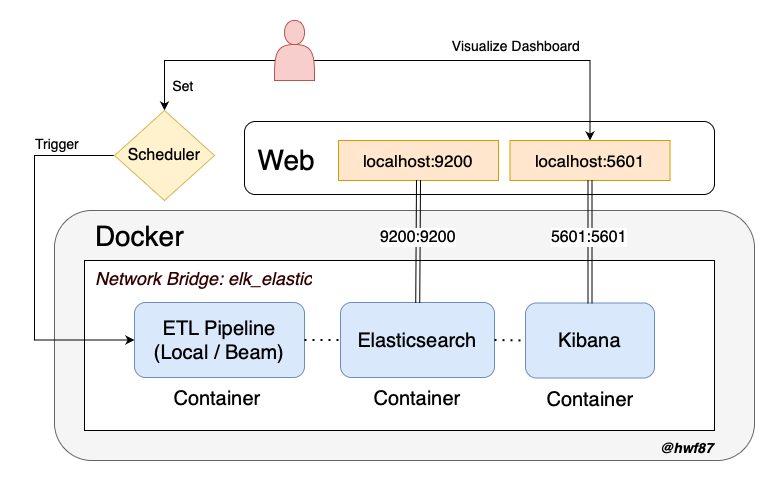 Visualize Dashboard
Set
Trigger
Scheduler
Web
localhost:9200
localhost:5601
Docker
9200:9200
5601:5601
Network Bridge: elk_elastic
ETL Pipeline
(Local / Beam)
Elasticsearch
Kibana
Container
Container
Container
@hwf87